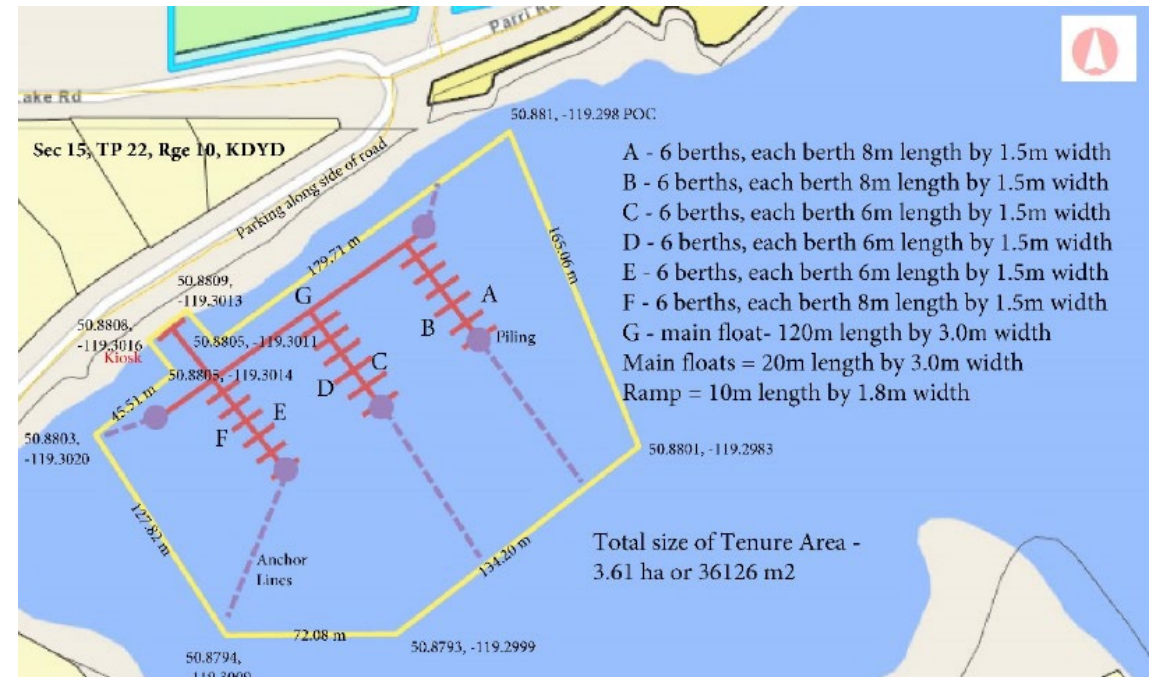 Parri Rd
ake Rd
50.881, -119.298 POC
Sec 15, TP 22, Rge 10, KDYD
Parking along side of road
A - 6 berths, each berth 8m length by 1.5m width
B - 6 berths, each berth 8m length by 1.5m width
C - 6 berths, each berth 6m length by 1.5m width
D - 6 berths, each berth 6m length by 1.5m width
E - 6 berths, each berth 6m length by 1.5m width
F - 6 berths, each berth 8m length by 1.5m width
G - main float- 120m length by 3.0m width
Main floats = 20m length by 3.0m width
Ramp = 10m length by 1.8m width
179.71 m
165.06 m
50.8809,
-119.3013
G
A
B
Piling
50.8808,
-119.3016
Kiosk
50.8805, -119.3011
50.8805, -119.3014
C
D
45.51 m
E
F
50.8803,
-119.3020
50.8801, -119.2983
127.82 m
134.20 m
Anchor
Lines
Total size of Tenure Area -
3.61 ha or 36126 m2
72.08 m
50.8793, -119.2999
50.8794,